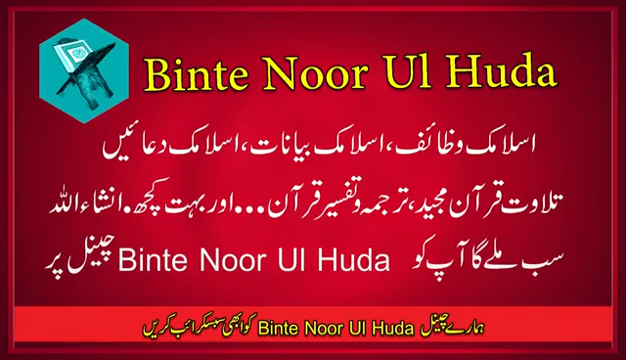 Binte Noor Ul Huda
اسلامک وظائف، اسلامک بیانات، اسلامک دعائیں
تلاوت قرآن مجید، ترجمہ و تفسیر قرآن... اور بہت کچھ. انشاء اللہ
سب ملے گا آپ کو Binte Noor Ul Huda چینل پر
ہمارے چینل Binte Noor Ul Huda کو ابھی سبسکرائب کریں